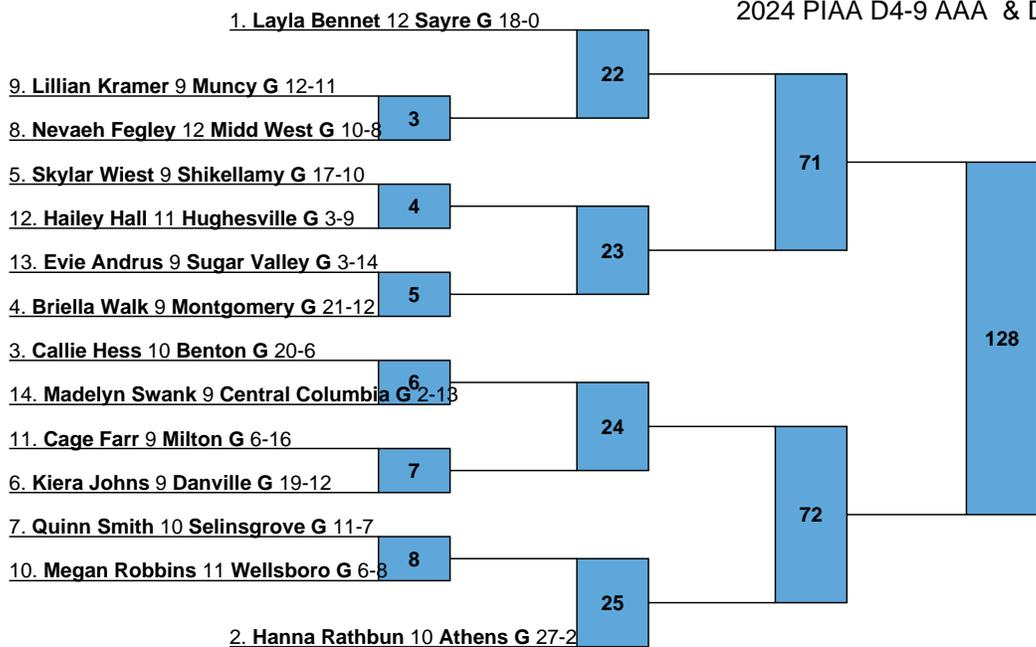 2024 PIAA D4-9 AAA & D
1. Layla Bennet 12 Sayre G 18-0
22
9. Lillian Kramer 9 Muncy G 12-11
3
8. Nevaeh Fegley 12 Midd West G 10-8
71
5. Skylar Wiest 9 Shikellamy G 17-10
4
12. Hailey Hall 11 Hughesville G 3-9
23
13. Evie Andrus 9 Sugar Valley G 3-14
5
4. Briella Walk 9 Montgomery G 21-12
128
3. Callie Hess 10 Benton G 20-6
6
14. Madelyn Swank 9 Central Columbia G 2-13
24
11. Cage Farr 9 Milton G 6-16
7
6. Kiera Johns 9 Danville G 19-12
72
7. Quinn Smith 10 Selinsgrove G 11-7
8
10. Megan Robbins 11 Wellsboro G 6-8
25
2. Hanna Rathbun 10 Athens G 27-2